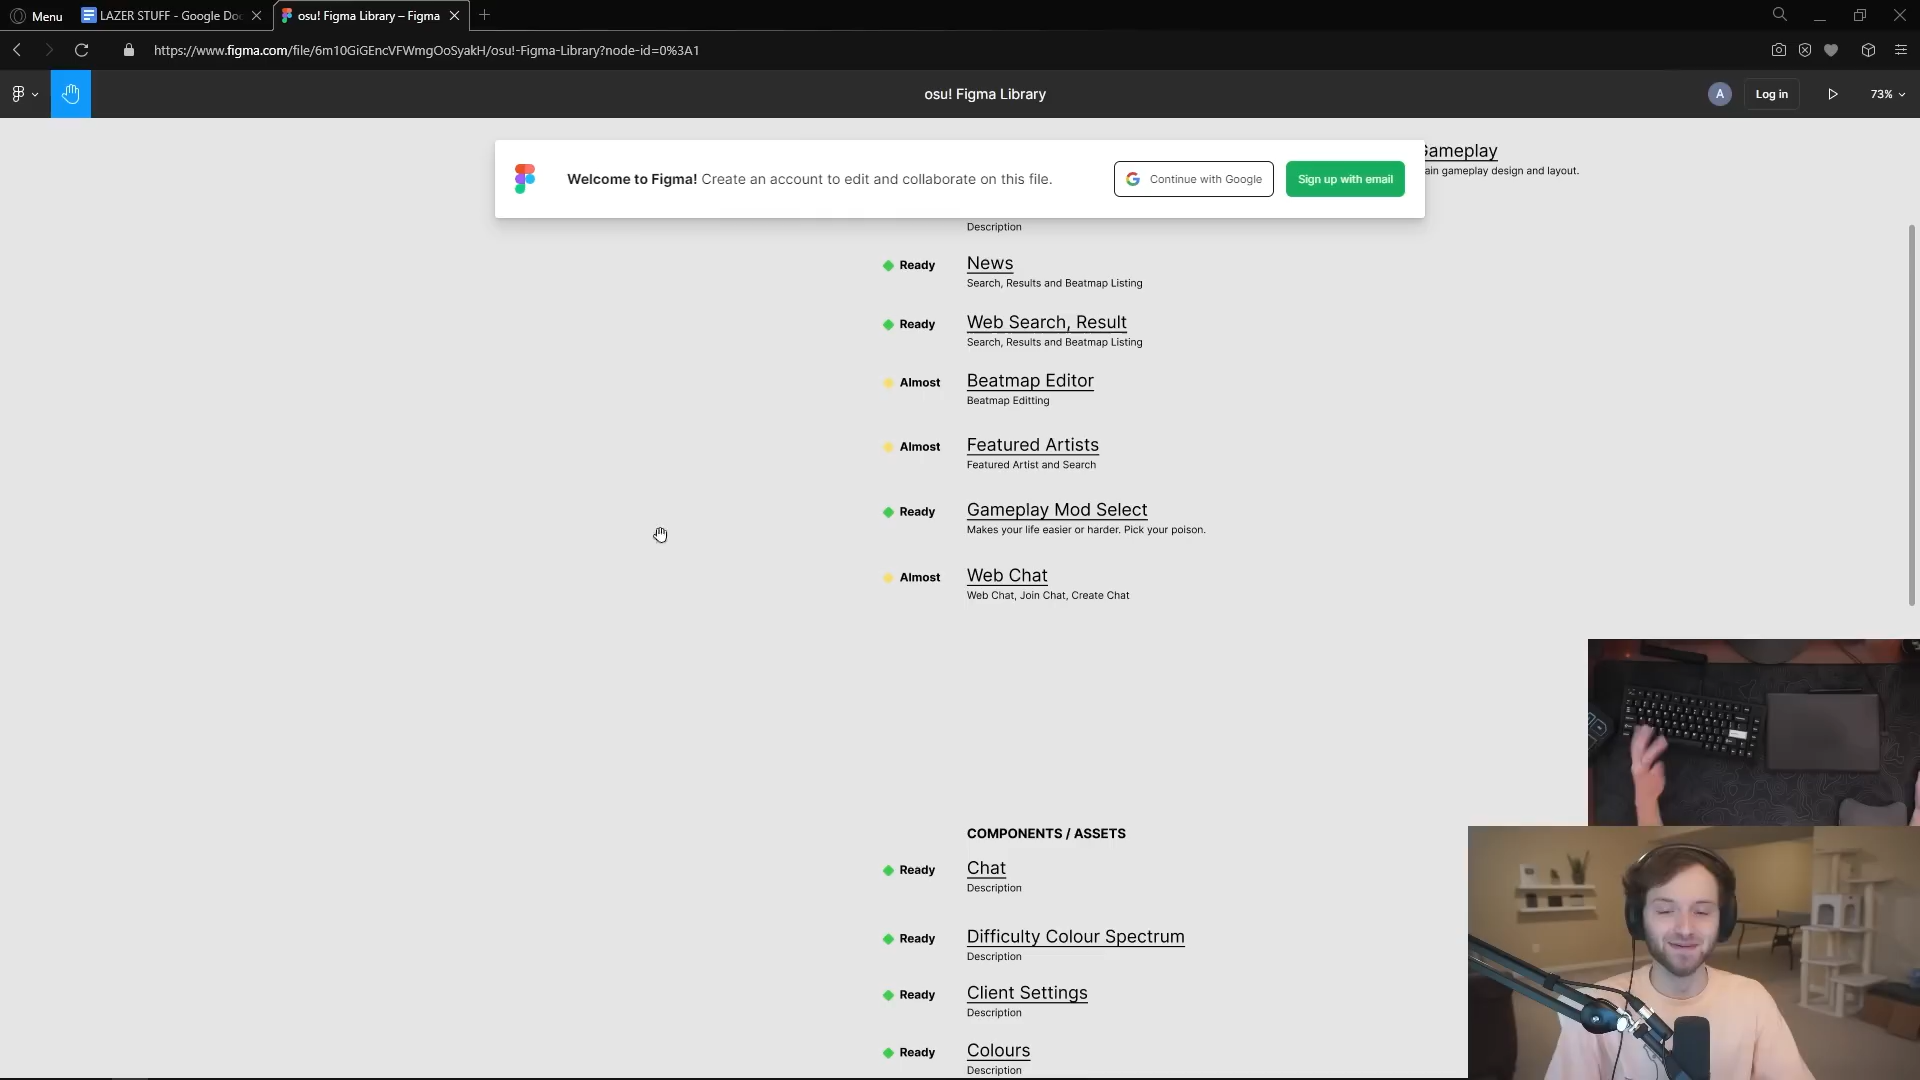 Menu
LAZER STUFF - Google Do
osu! Figma Library – Figma
https://www.figma.com/file/6m10GiGEncVFWmgOoSyakH/osu!-Figma-Library?node-id=0%3A1
osu! Figma Library
A
Log in
73%
Welcome to Figma! Create an account to edit and collaborate on this file.
Continue with Google
Sign up with email
Gameplay
ain gameplay design and layout.
Description
Ready
News
Search, Results and Beatmap Listing
Ready
Web Search, Result
Search, Results and Beatmap Listing
Almost
Beatmap Editor
Beatmap Editting
Almost
Featured Artists
Featured Artist and Search
Ready
Gameplay Mod Select
Makes your life easier or harder. Pick your poison.
Almost
Web Chat
Web Chat, Join Chat, Create Chat
COMPONENTS / ASSETS
Ready
Chat
Description
Ready
Difficulty Colour Spectrum
Description
Ready
Client Settings
Description
Ready
Colours
Description